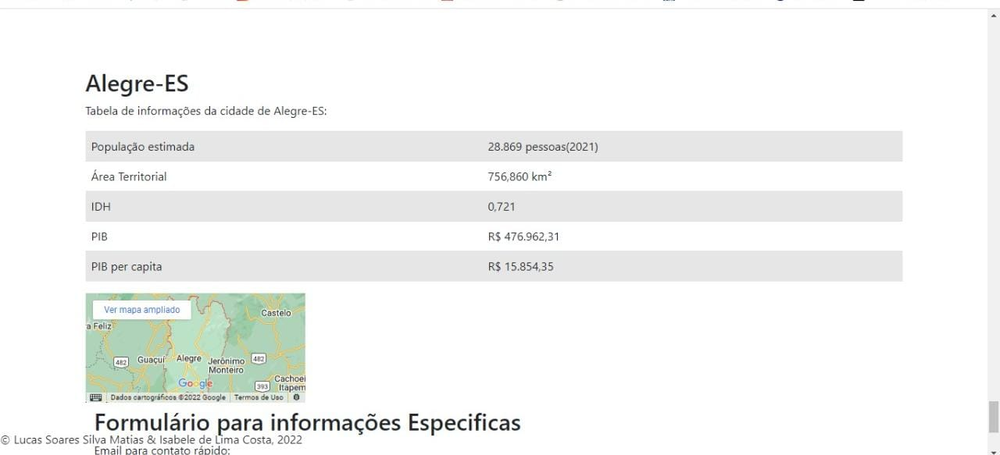 Alegre-ES
Tabela de informações da cidade de Alegre-ES:
População estimada 28.869 pessoas(2021)
Área Territorial 756,860 km²
IDH 0,721
PIB R$ 476.962,31
PIB per capita R$ 15.854,35
Ver mapa ampliado
Castelo
a Feliz
482 Guaçuí Alegre Jerônimo Monteiro 482
Google
393 Cachoei
Itapem
Dados cartográficos ©2022 Google Termos de Uso
Formulário para informações Especificas
© Lucas Soares Silva Matias & Isabele de Lima Costa, 2022
Email para contato rápido: